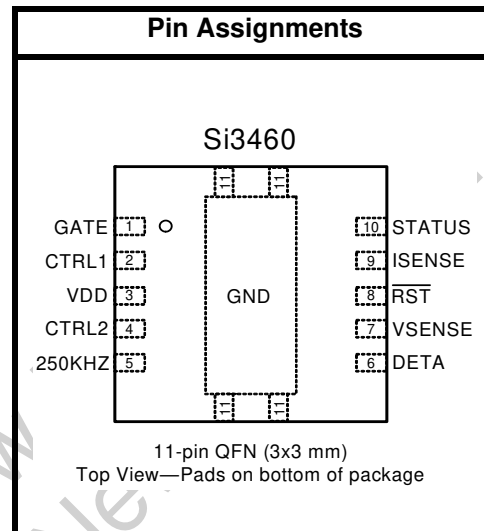 Pin Assignments
Si3460
11 11
GATE 1 10 STATUS
CTRL1 2 9 ISENSE
VDD 3 GND 8 RST
CTRL2 4 7 VSENSE
250KHZ 5 6 DETA
11 11
11-pin QFN (3x3 mm)
Top View—Pads on bottom of package